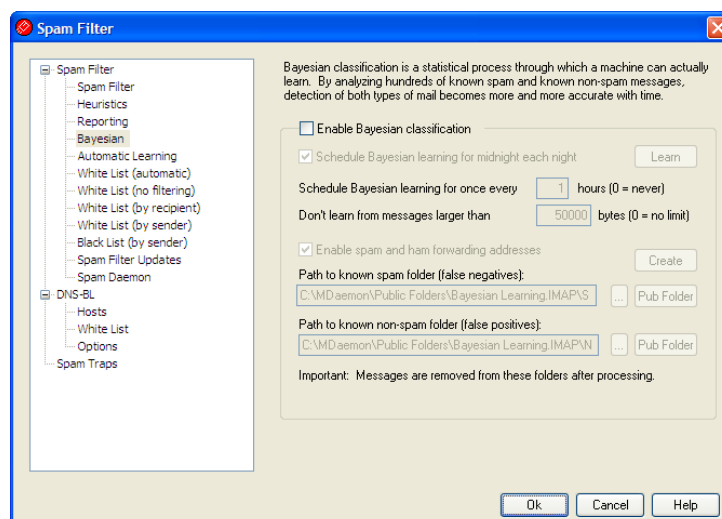 Spam Filter
Spam Filter
Spam Filter
Heuristics
Reporting
Bayesian
Automatic Learning
White List (automatic)
White List (no filtering)
White List (by recipient)
White List (by sender)
Black List (by sender)
Spam Filter Updates
Spam Daemon
DNS-BL
Hosts
White List
Options
Spam Traps
Bayesian classification is a statistical process through which a machine can actually
learn. By analyzing hundreds of known spam and known non-spam messages,
detection of both types of mail becomes more and more accurate with time.
Enable Bayesian classification
Schedule Bayesian learning for midnight each night Learn
Schedule Bayesian learning for once every 1 hours (0 = never)
Don't learn from messages larger than 50000 bytes (0 = no limit)
Enable spam and ham forwarding addresses
Create
Path to known spam folder (false negatives):
C:\MDaemon\Public Folders\Bayesian Learning.IMAP\S ... Pub Folder
Path to known non-spam folder (false positives):
C:\MDaemon\Public Folders\Bayesian Learning.IMAP\N ... Pub Folder
Important: Messages are removed from these folders after processing.
Ok Cancel Help